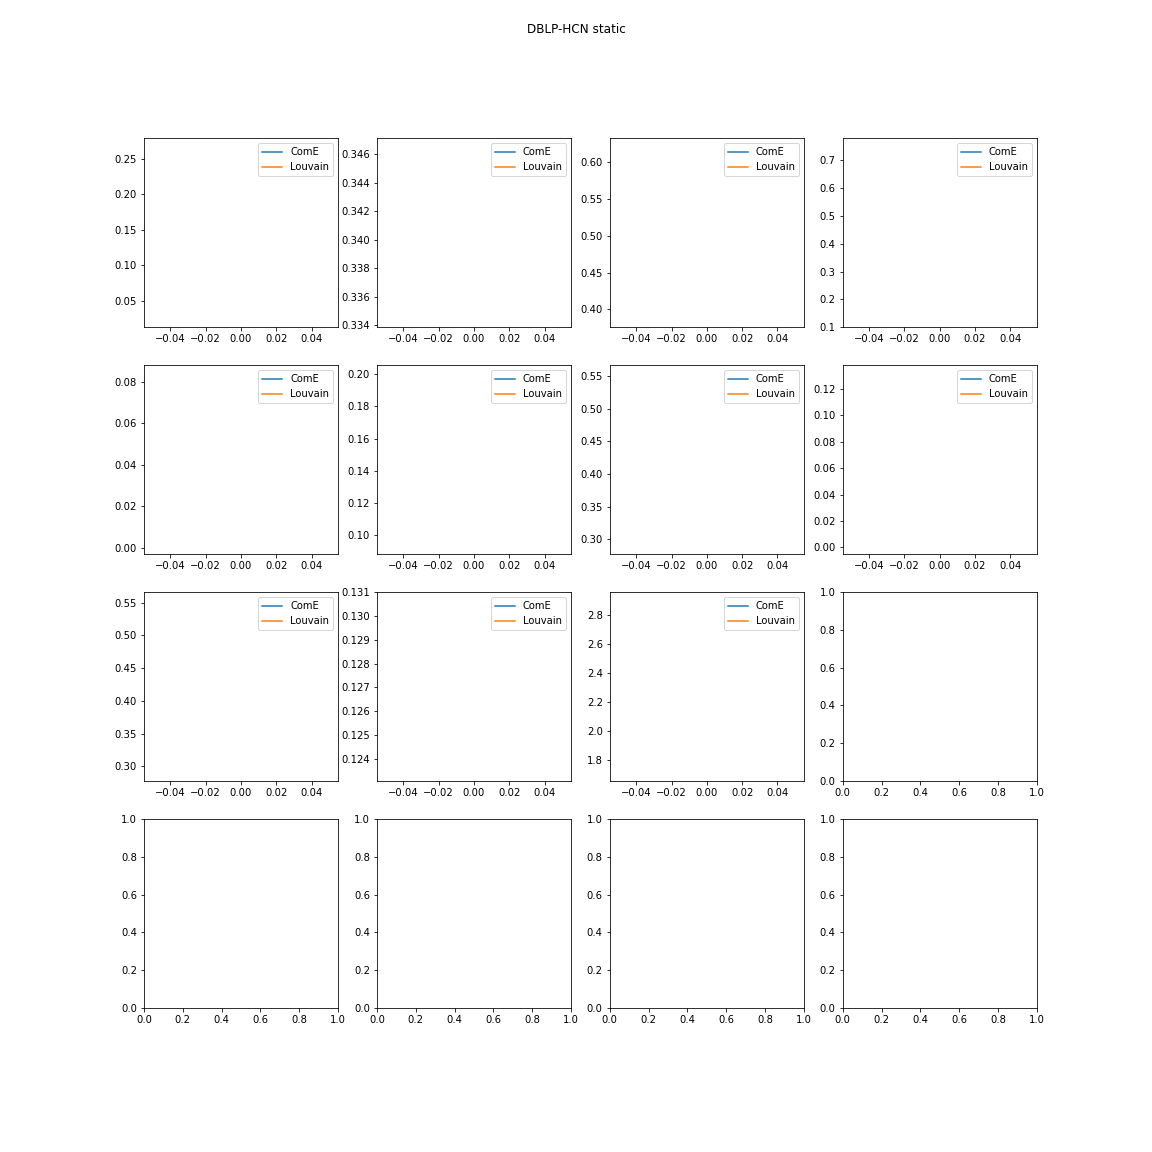 DBLP-HCN static
0.25 0.20 0.15 0.10 0.05
ComE
Louvain
−0.04 −0.02 0.00 0.02 0.04
0.346 0.344 0.342 0.340 0.338 0.336 0.334
ComE
Louvain
−0.04 −0.02 0.00 0.02 0.04
0.60 0.55 0.50 0.45 0.40
ComE
Louvain
−0.04 −0.02 0.00 0.02 0.04
0.7 0.6 0.5 0.4 0.3 0.2 0.1
ComE
Louvain
−0.04 −0.02 0.00 0.02 0.04
0.08 0.06 0.04 0.02 0.00
ComE
Louvain
−0.04 −0.02 0.00 0.02 0.04
0.20 0.18 0.16 0.14 0.12 0.10
ComE
Louvain
−0.04 −0.02 0.00 0.02 0.04
0.55 0.50 0.45 0.40 0.35 0.30
ComE
Louvain
−0.04 −0.02 0.00 0.02 0.04
0.12 0.10 0.08 0.06 0.04 0.02 0.00
ComE
Louvain
−0.04 −0.02 0.00 0.02 0.04
0.55 0.50 0.45 0.40 0.35 0.30
ComE
Louvain
−0.04 −0.02 0.00 0.02 0.04
0.131 0.130 0.129 0.128 0.127 0.126 0.125 0.124
ComE
Louvain
−0.04 −0.02 0.00 0.02 0.04
2.8 2.6 2.4 2.2 2.0 1.8
ComE
Louvain
−0.04 −0.02 0.00 0.02 0.04
1.0 0.8 0.6 0.4 0.2 0.0
0.0 0.2 0.4 0.6 0.8 1.0
1.0 0.8 0.6 0.4 0.2 0.0
0.0 0.2 0.4 0.6 0.8 1.0
1.0 0.8 0.6 0.4 0.2 0.0
0.0 0.2 0.4 0.6 0.8 1.0
1.0 0.8 0.6 0.4 0.2 0.0
0.0 0.2 0.4 0.6 0.8 1.0
1.0 0.8 0.6 0.4 0.2 0.0
0.0 0.2 0.4 0.6 0.8 1.0